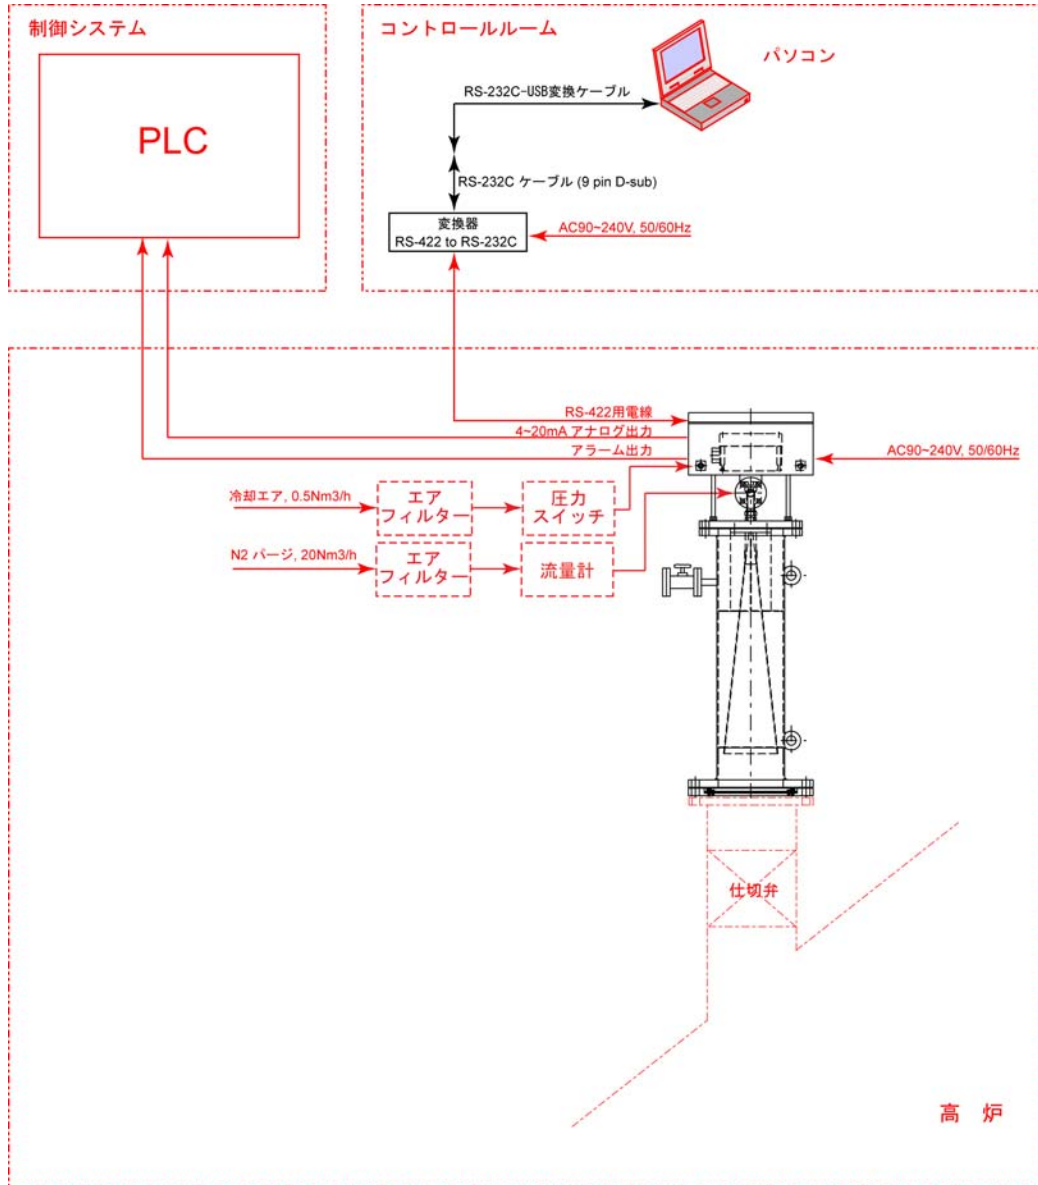 制御システム
PLC
コントロールルーム
パソコン
RS-232C-USB変換ケーブル
RS-232C ケーブル (9 pin D-sub)
変換器
RS-422 to RS-232C
AC90~240V, 50/60Hz
RS-422用電線
4~20mA アナログ出力
アラーム出力
AC90~240V, 50/60Hz
冷却エア, 0.5Nm3/h
エア
フィルター
圧力
スイッチ
N2 パージ, 20Nm3/h
エア
フィルター
流量計
仕切弁
高 炉